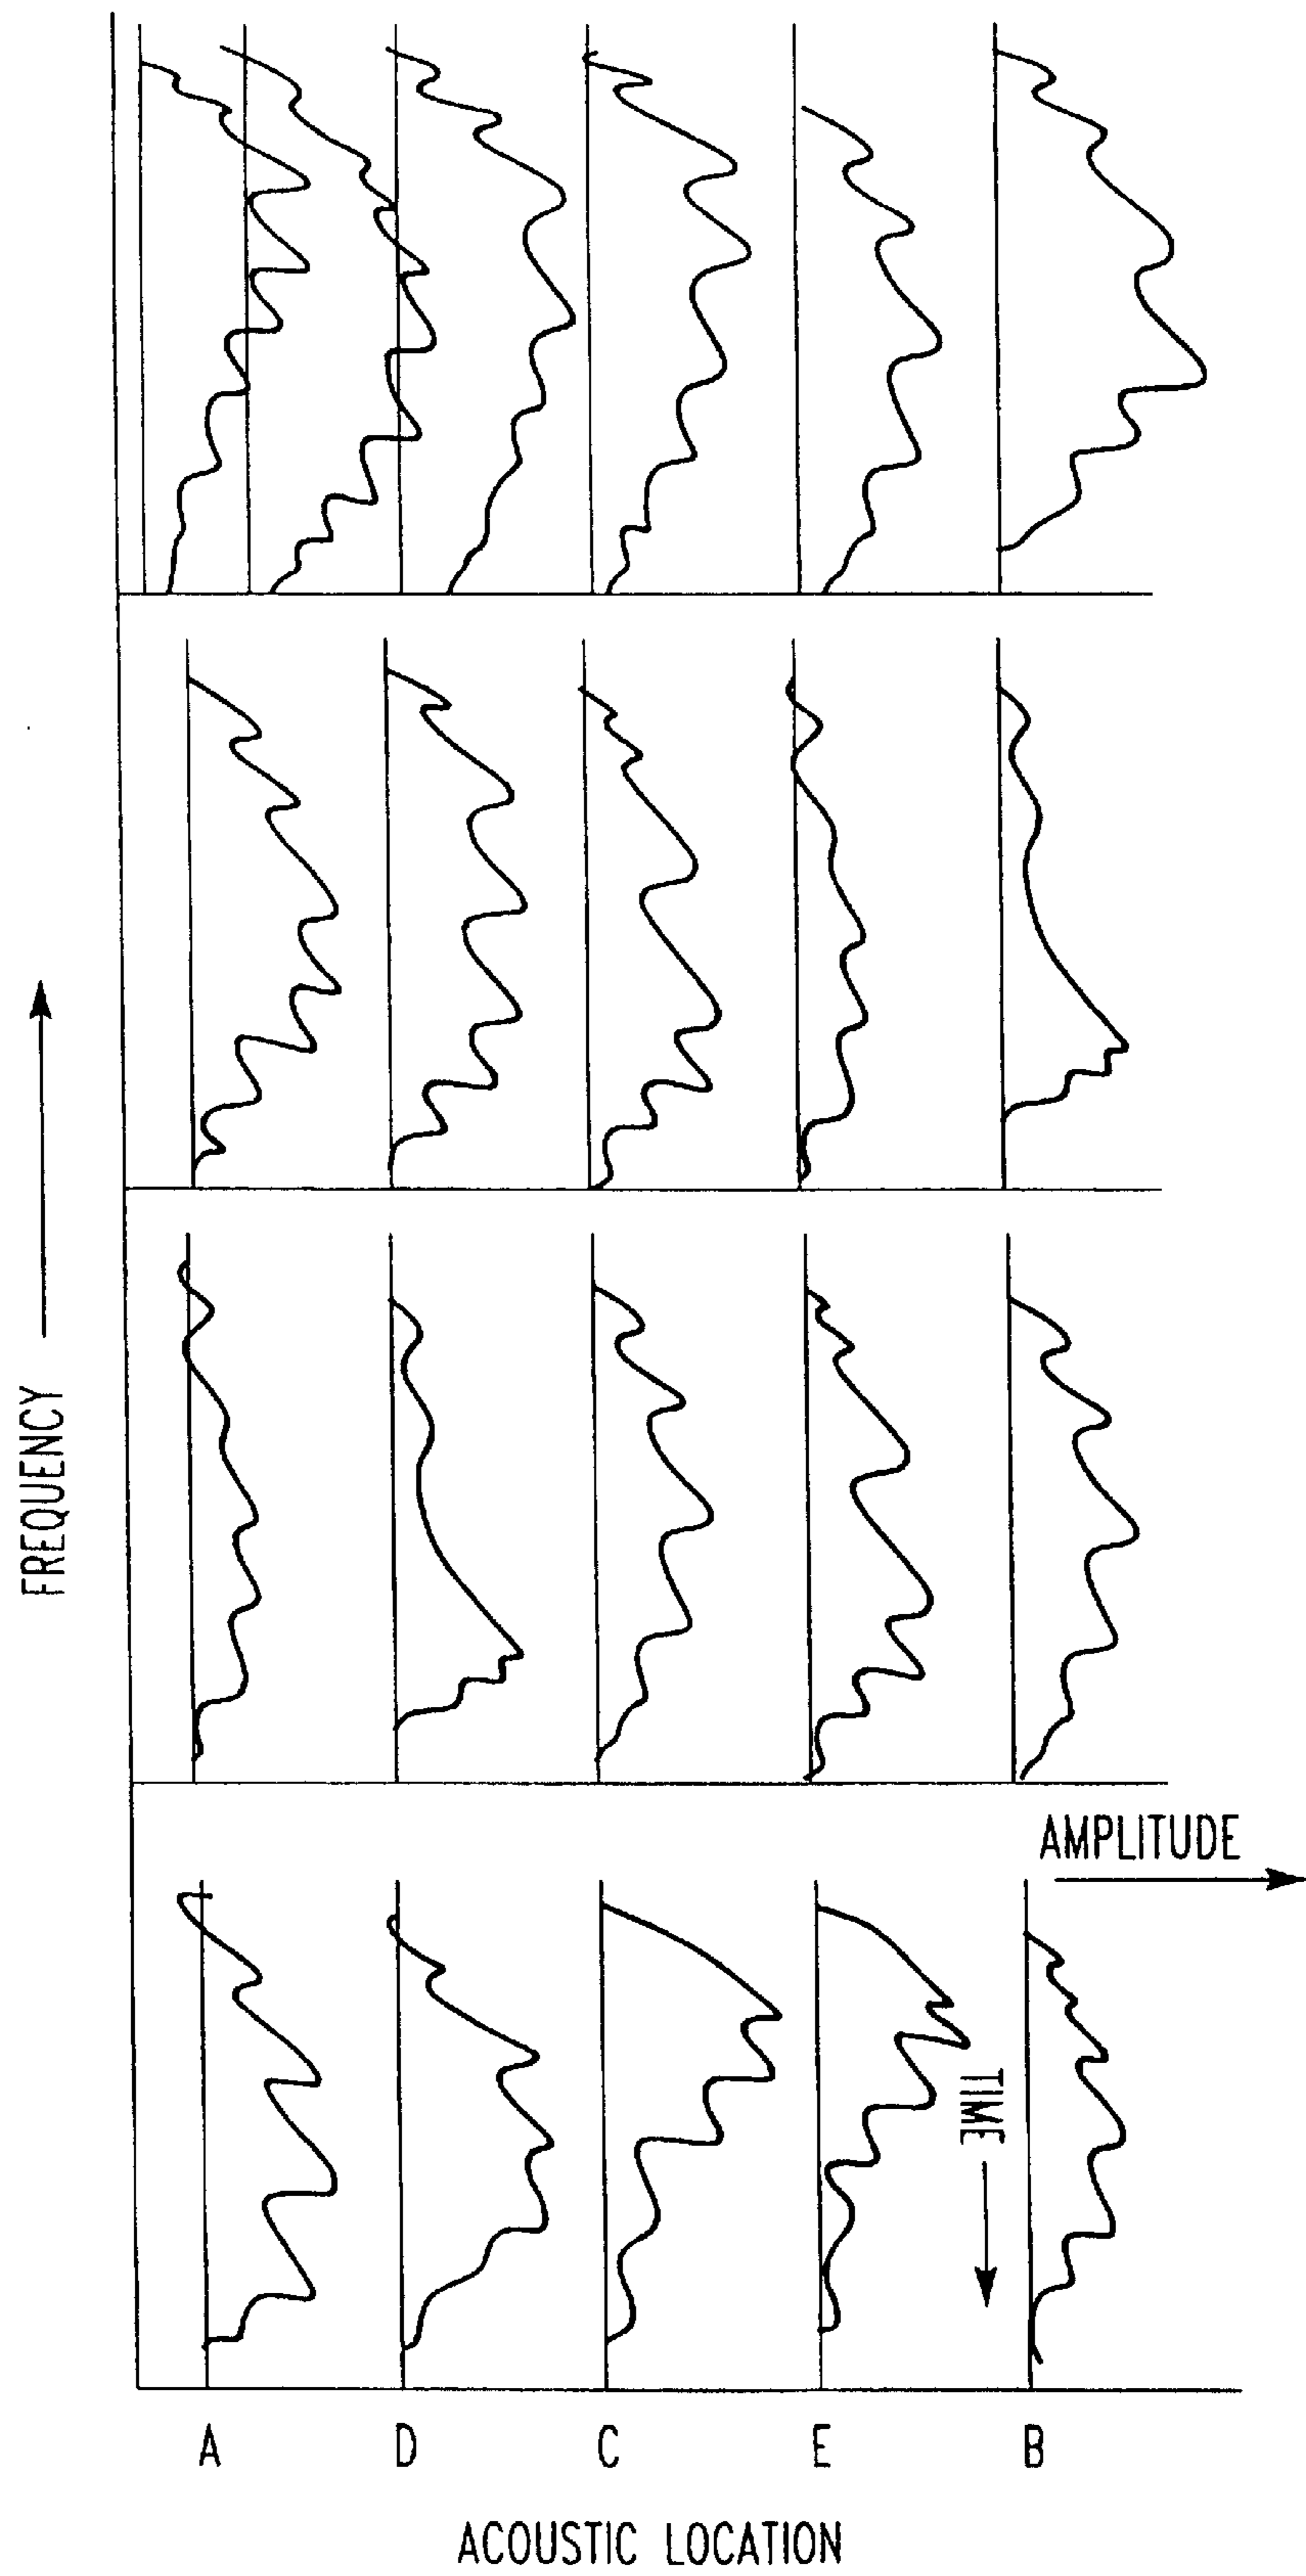 FREQUENCY
AMPLITUDE
TIME
A D C E B
ACOUSTIC LOCATION